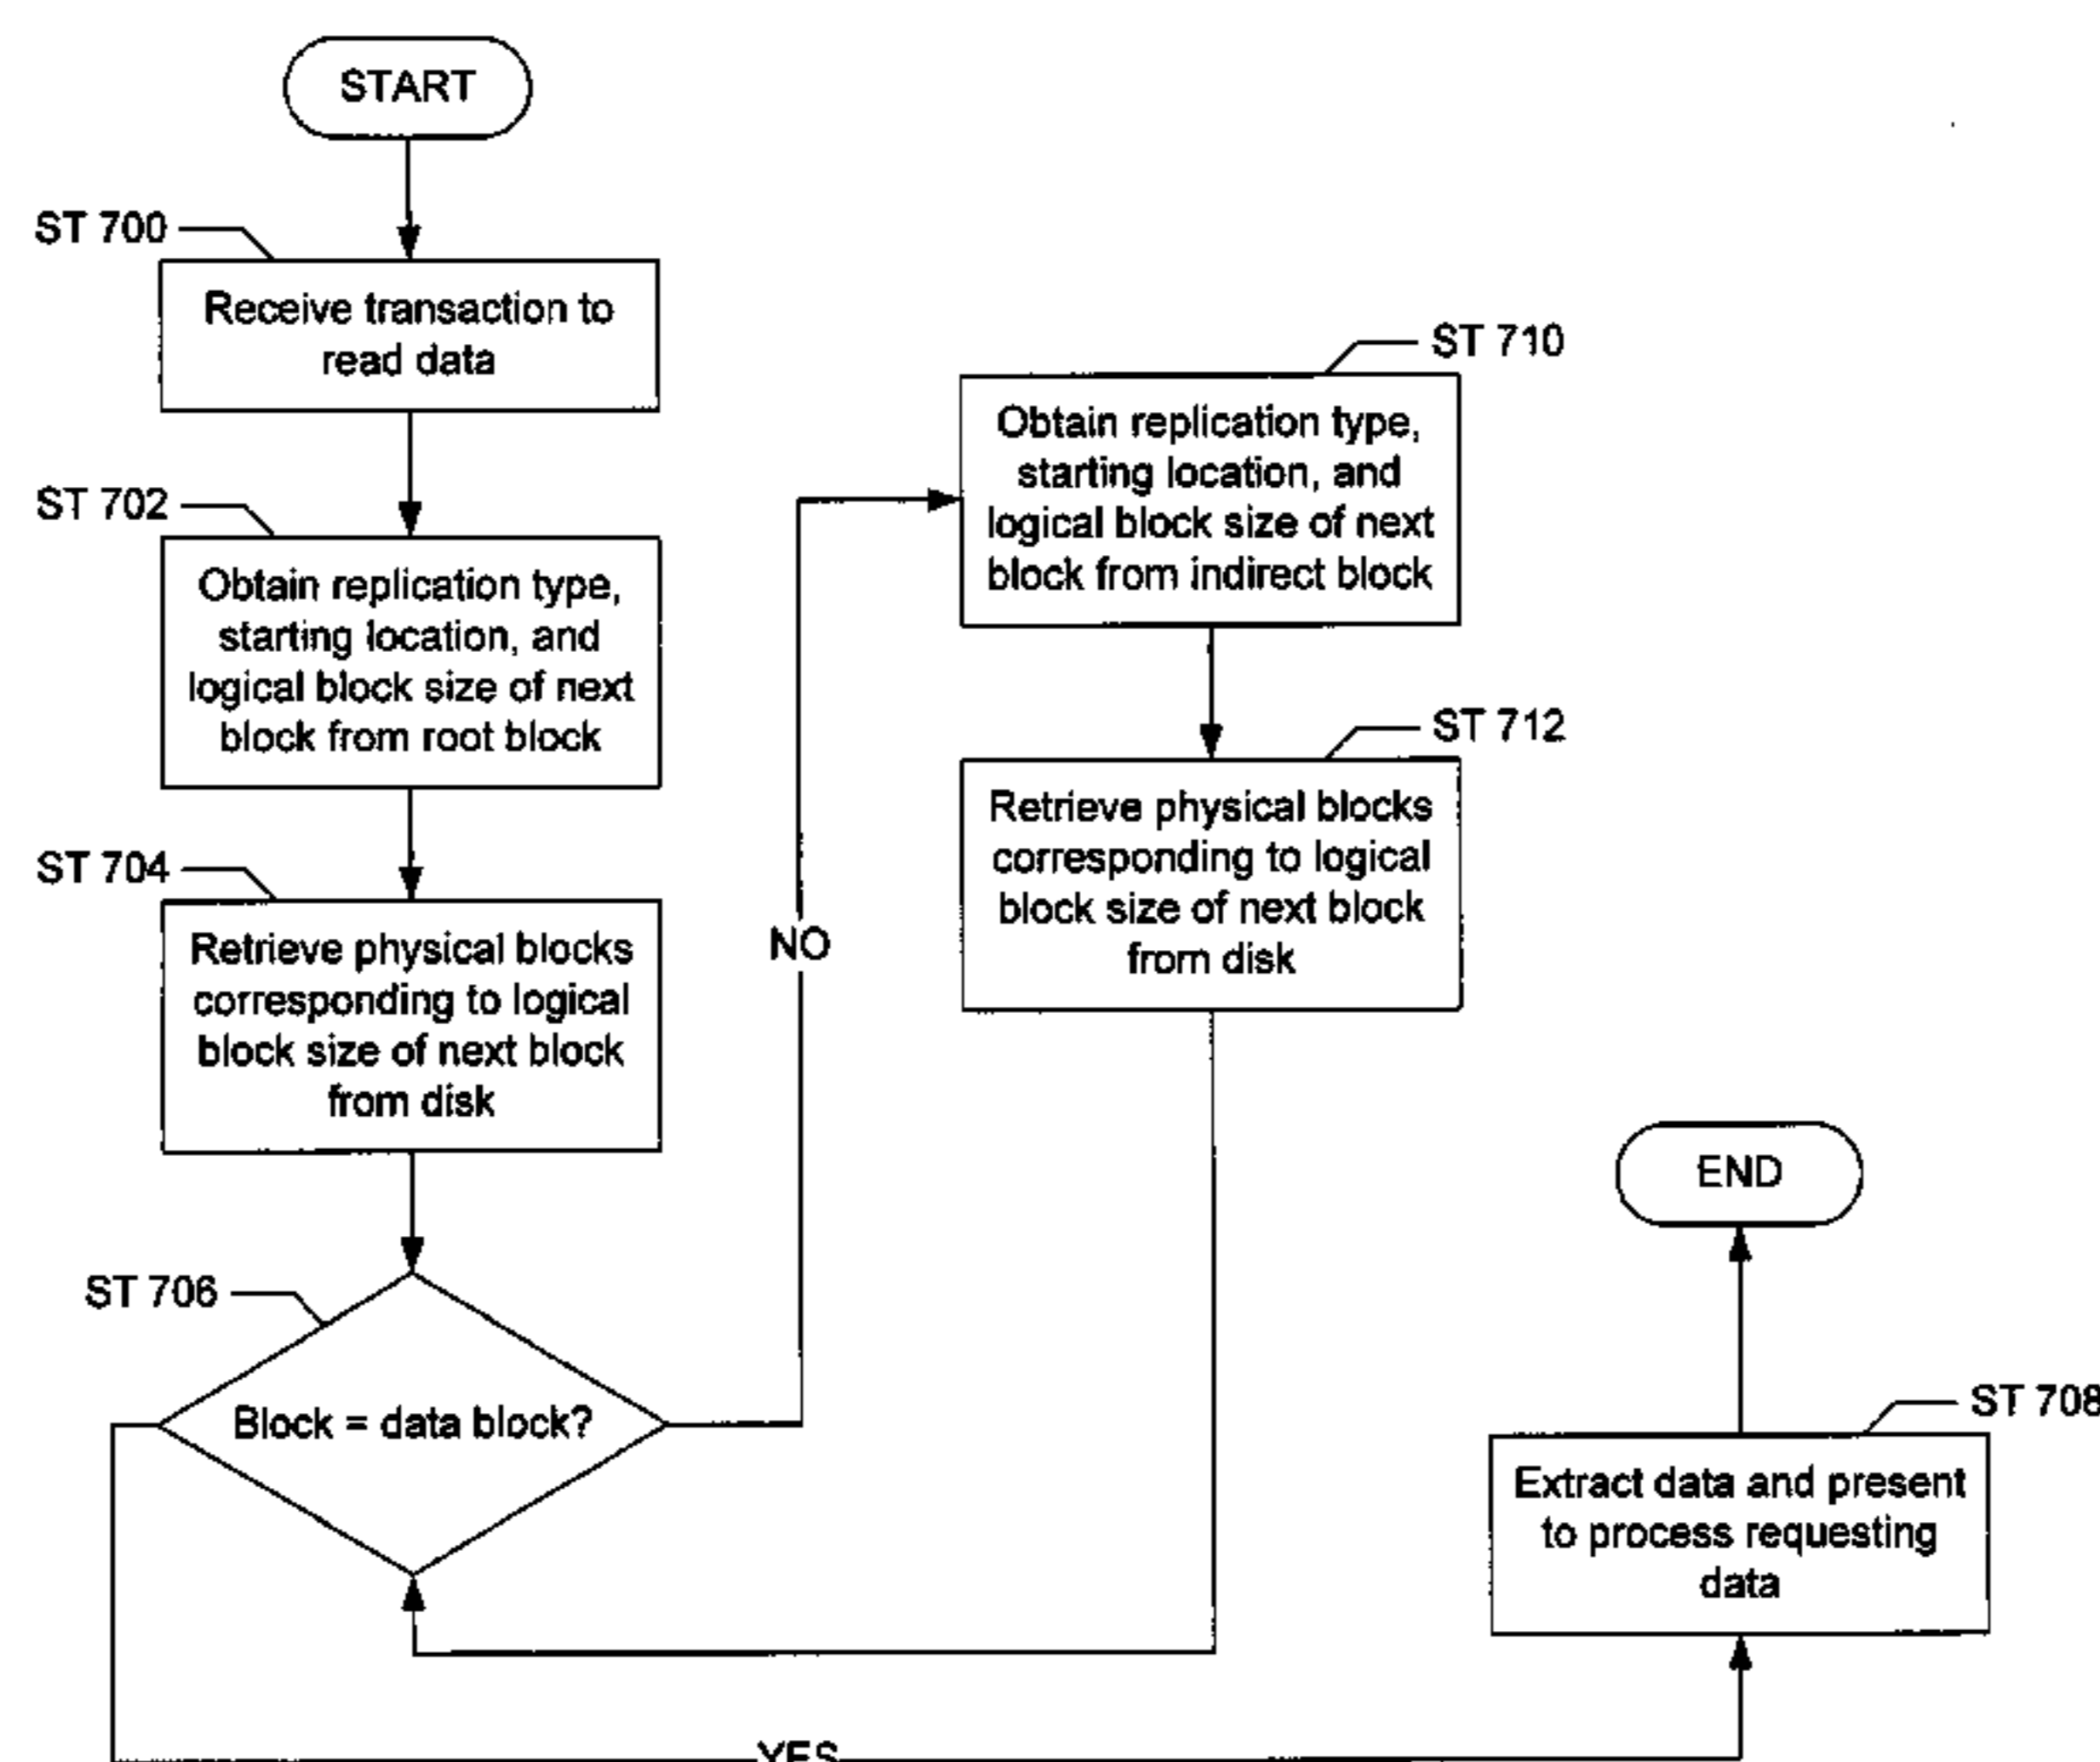 START
ST 700
Receive transaction to
read data
ST 702
Obtain replication type,
starting location, and
logical block size of next
block from root block
ST 704
Retrieve physical blocks
corresponding to logical
block size of next block
from disk
ST 706
Block = data block?
NO
ST 710
Obtain replication type,
starting location, and
logical block size of next
block from indirect block
ST 712
Retrieve physical blocks
corresponding to logical
block size of next block
from disk
END
ST 708
Extract data and present
to process requesting
data
YES